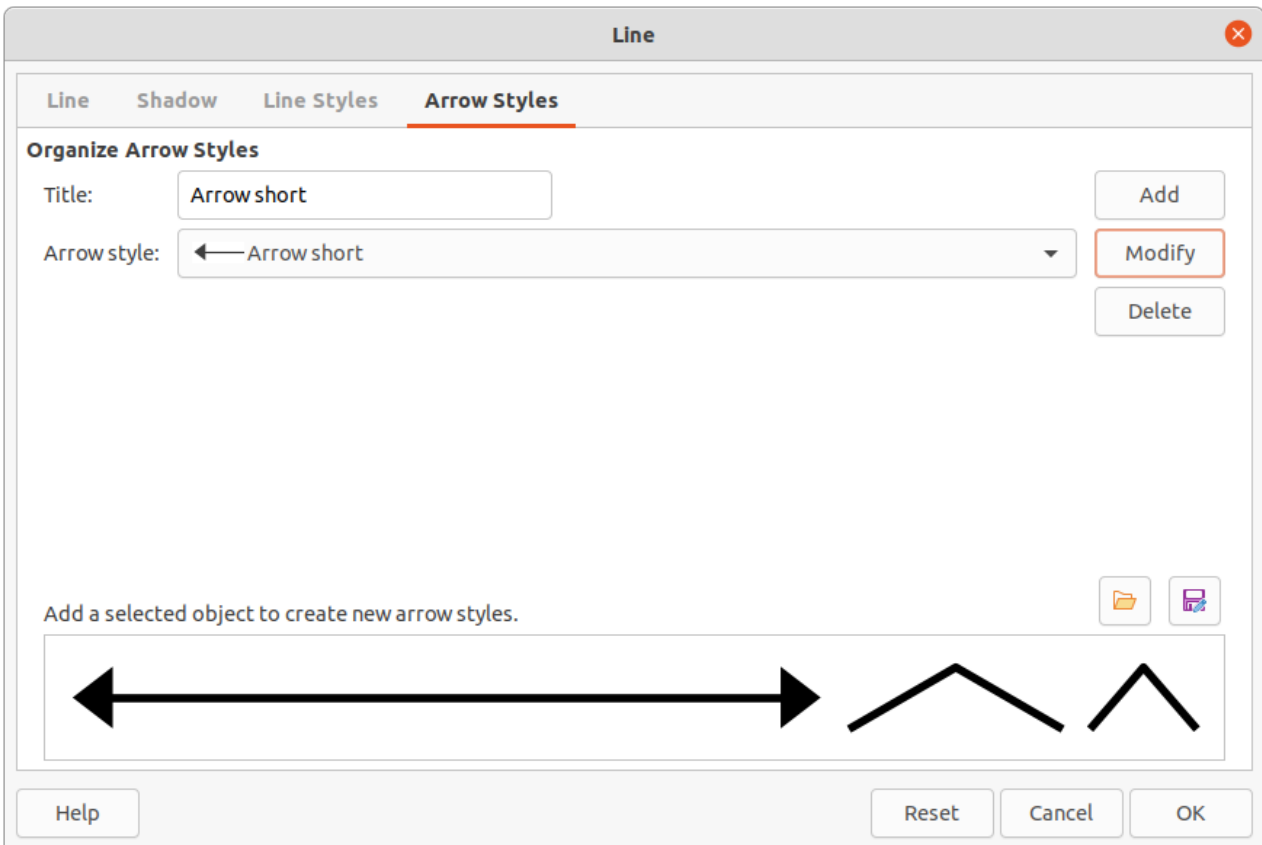 Line
Line Shadow Line Styles Arrow Styles
Organize Arrow Styles
Title: Arrow short Add
Arrow style: Arrow short Modify
Delete
Add a selected object to create new arrow styles.
Help Reset Cancel OK